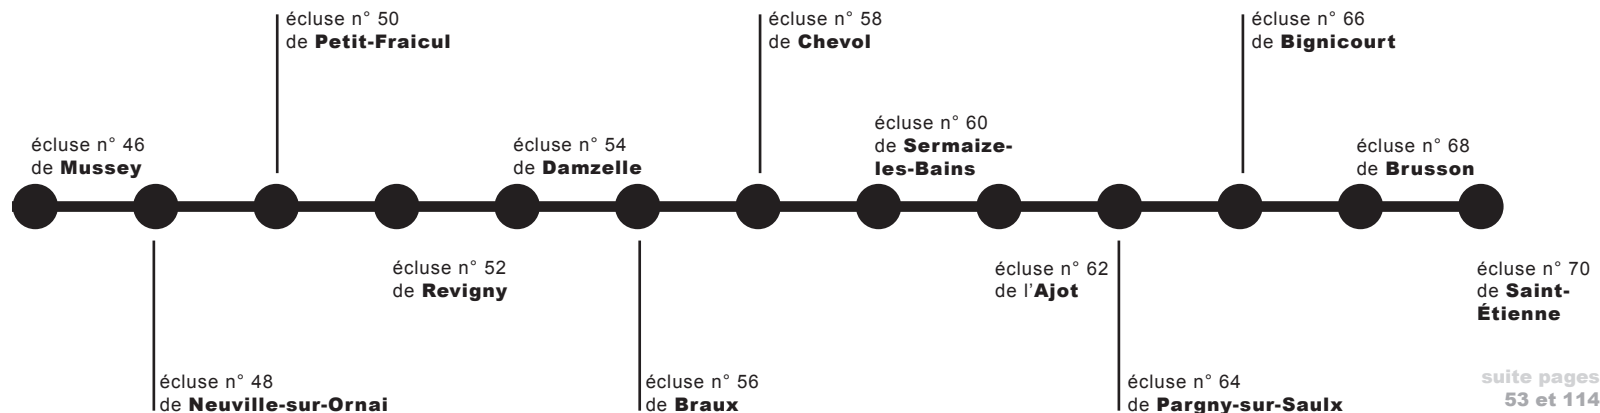 écluse n° 46
de Mussey
écluse n° 48
de Neuville-sur-Ornai
écluse n° 50
de Petit-Fraicul
écluse n° 52
de Revigny
écluse n° 54
de Damzelle
écluse n° 56
de Braux
écluse n° 58
de Chevol
écluse n° 60
de Sermaize-
les-Bains
écluse n° 62
de l’Ajot
écluse n° 64
de Pargny-sur-Saulx
écluse n° 66
de Bignicourt
écluse n° 68
de Brusson
écluse n° 70
de Saint-
Étienne
suite pages
53 et 114